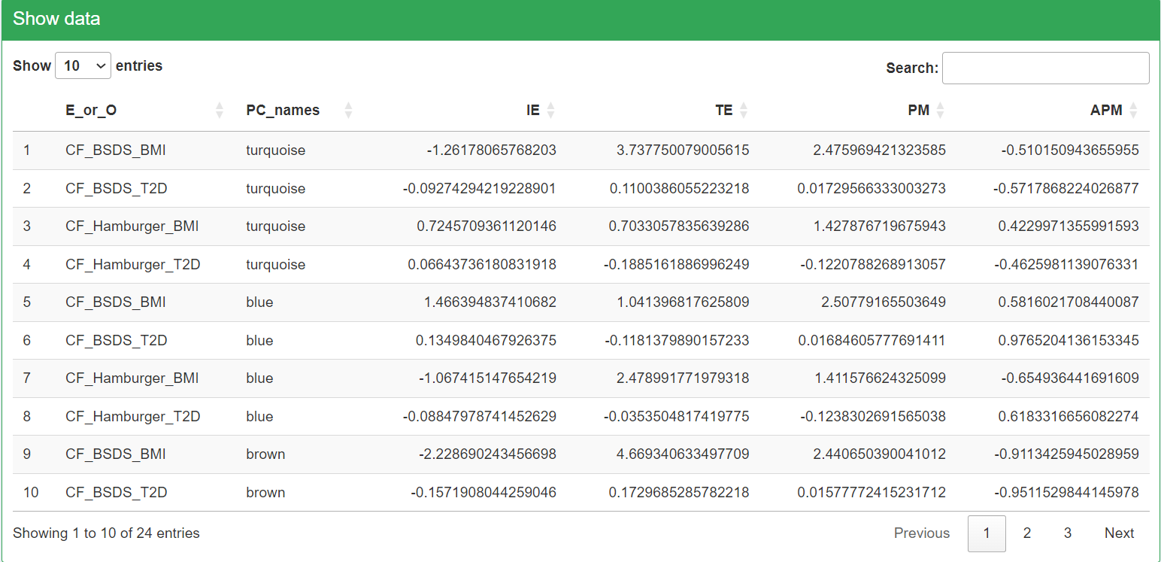 Show data
Show 10 entries Search:
E_or_O PC_names IE TE PM APM
1 CF_BSDS_BMI turquoise -1.26178065768203 3.737750079005615 2.475969421323585 -0.510150943655955
2 CF_BSDS_T2D turquoise -0.09274294219228901 0.1100386055223218 0.01729566333003273 -0.5717868224026877
3 CF_Hamburger_BMI turquoise 0.7245709361120146 0.7033057835639286 1.427876719675943 0.4229971355991593
4 CF_Hamburger_T2D turquoise 0.06643736180831918 -0.1885161886996249 -0.1220788268913057 -0.4625981139076331
5 CF_BSDS_BMI blue 1.466394837410682 1.041396817625809 2.50779165503649 0.5816021708440087
6 CF_BSDS_T2D blue 0.1349840467926375 -0.1181379890157233 0.01684605777691411 0.9765204136153345
7 CF_Hamburger_BMI blue -1.067415147654219 2.478991771979318 1.411576624325099 -0.654936441691609
8 CF_Hamburger_T2D blue -0.08847978741452629 -0.0353504817419775 -0.1238302691565038 0.6183316656082274
9 CF_BSDS_BMI brown -2.228690243456698 4.669340633497709 2.440650390041012 -0.9113425945028959
10 CF_BSDS_T2D brown -0.1571908044259046 0.1729685285782218 0.01577772415231712 -0.9511529844145978
Showing 1 to 10 of 24 entries Previous 1 2 3 Next